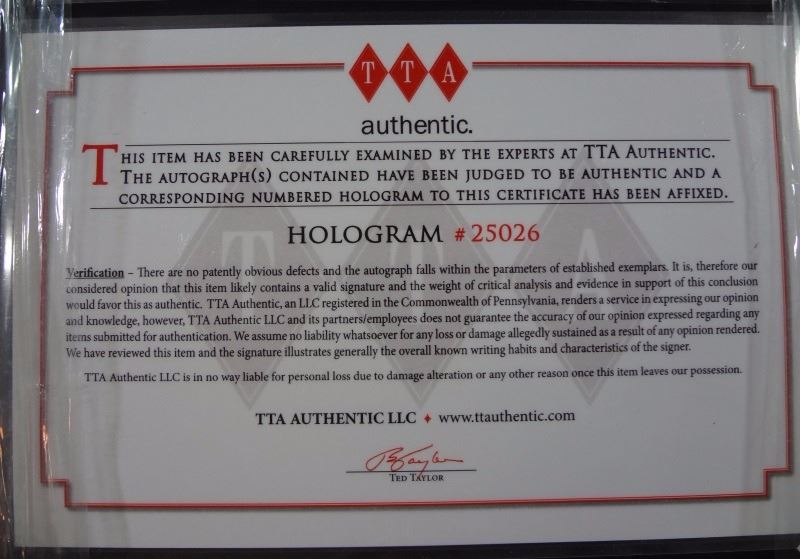 T T A
authentic.
THIS ITEM HAS BEEN CAREFULLY EXAMINED BY THE EXPERTS AT TTA AUTHENTIC.
THE AUTOGRAPH(S) CONTAINED HAVE BEEN JUDGED TO BE AUTHENTIC AND A
CORRESPONDING NUMBERED HOLOGRAM TO THIS CERTIFICATE HAS BEEN AFFIXED.
HOLOGRAM #25026
Verification – There are no patently obvious defects and the autograph falls within the parameters of established exemplars. It is, therefore our
considered opinion that this item likely contains a valid signature and the weight of critical analysis and evidence in support of this conclusion
would favor this as authentic. TTA Authentic, an LLC registered in the Commonwealth of Pennsylvania, renders a service in expressing our opinion
and knowledge, however, TTA Authentic LLC and its partners/employees does not guarantee the accuracy of our opinion expressed regarding any
items submitted for authentication. We assume no liability whatsoever for any loss or damage allegedly sustained as a result of any opinion rendered.
We have reviewed this item and the signature illustrates generally the overall known writing habits and characteristics of the signer.
TTA Authentic LLC is in no way liable for personal loss due to damage alteration or any other reason once this item leaves our possession.
TTA AUTHENTIC LLC ♦ www.ttauthentic.com
TED TAYLOR